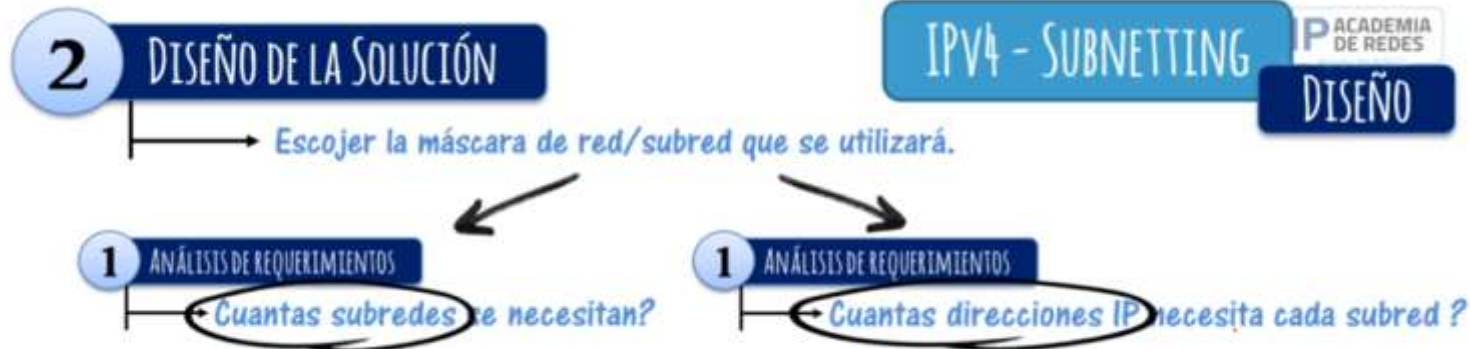 2 DISEÑO DE LA SOLUCIÓN
IPV4 - SUBNETTING
IP ACADEMIA
DE REDES
DISEÑO
Escojer la máscara de red/subred que se utilizará.
1 ANÁLISIS DE REQUERIMIENTOS
Cuantas subredes se necesitan?
1 ANÁLISIS DE REQUERIMIENTOS
Cuantas direcciones IP necesita cada subred ?